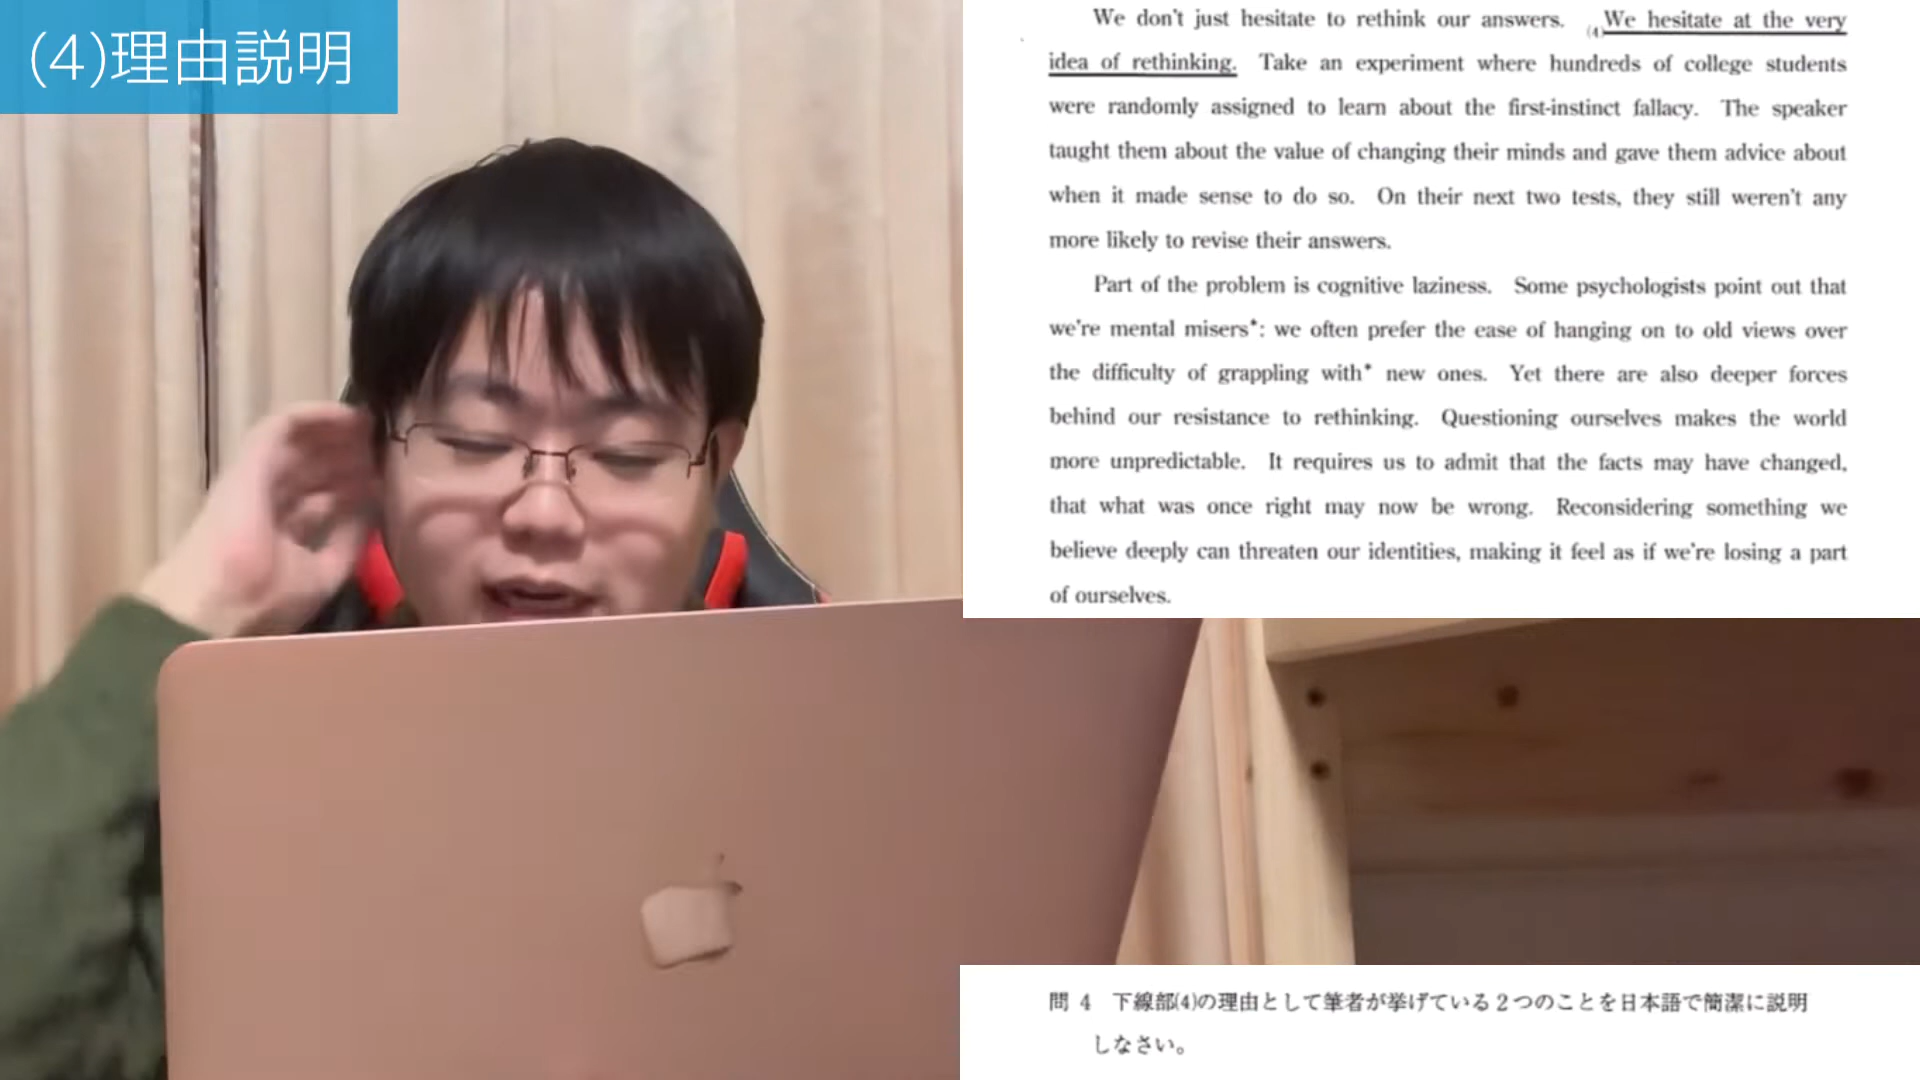 (4)理由説明
We don't just hesitate to rethink our answers. (4)We hesitate at the very
idea of rethinking. Take an experiment where hundreds of college students
were randomly assigned to learn about the first-instinct fallacy. The speaker
taught them about the value of changing their minds and gave them advice about
when it made sense to do so. On their next two tests, they still weren't any
more likely to revise their answers.
Part of the problem is cognitive laziness. Some psychologists point out that
we're mental misers*: we often prefer the ease of hanging on to old views over
the difficulty of grappling with* new ones. Yet there are also deeper forces
behind our resistance to rethinking. Questioning ourselves makes the world
more unpredictable. It requires us to admit that the facts may have changed,
that what was once right may now be wrong. Reconsidering something we
believe deeply can threaten our identities, making it feel as if we're losing a part
of ourselves.
問 4 下線部(4)の理由として筆者が挙げている2つのことを日本語で簡潔に説明
しなさい。